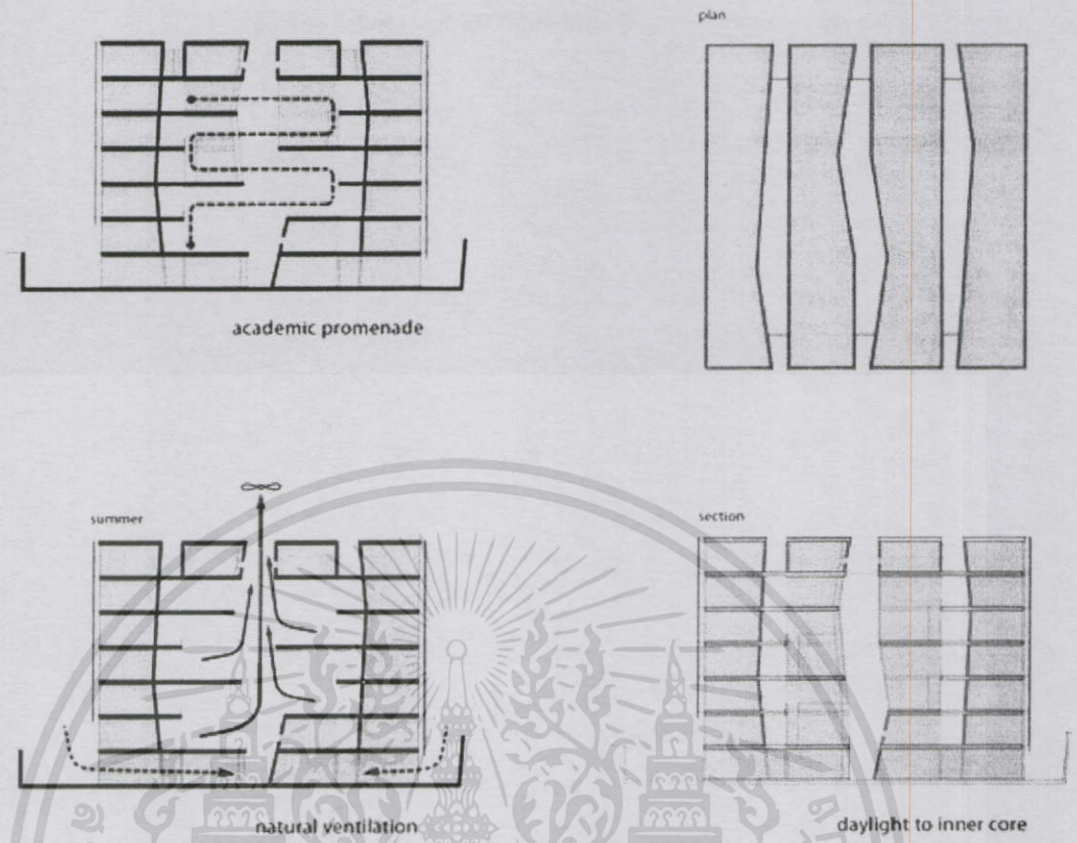 plan
academic promenade
summer
section
natural ventilation
daylight to inner core